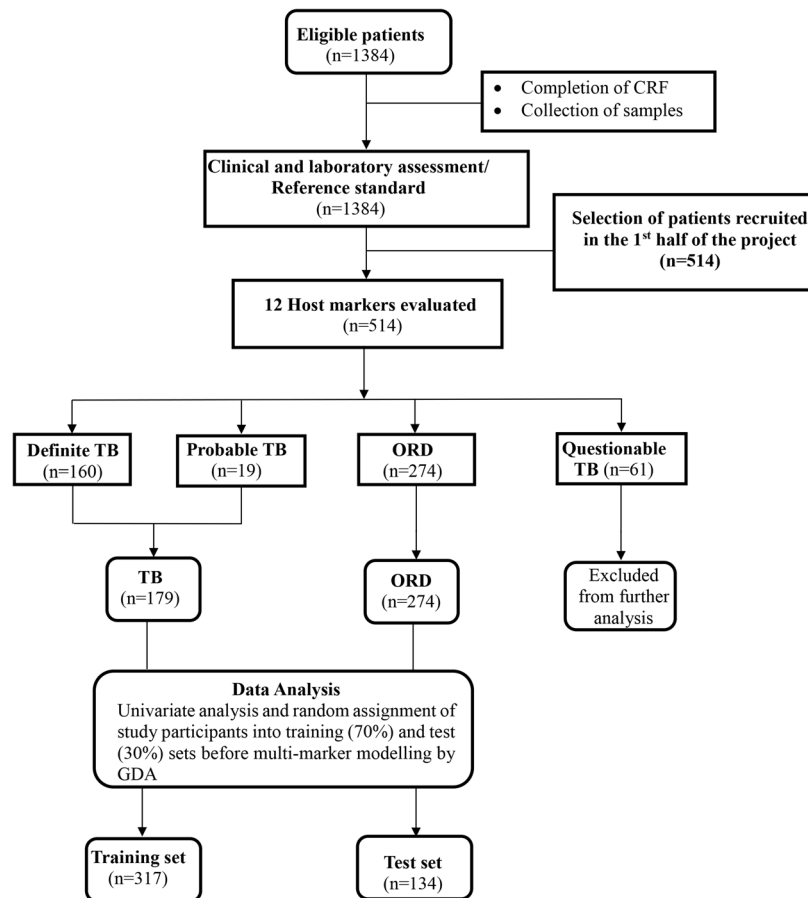 Eligible patients
(n=1384)
• Completion of CRF
• Collection of samples
Clinical and laboratory assessment/
Reference standard
(n=1384)
Selection of patients recruited
in the 1st half of the project
(n=514)
12 Host markers evaluated
(n=514)
Definite TB
(n=160)
Probable TB
(n=19)
ORD
(n=274)
Questionable
TB (n=61)
TB
(n=179)
ORD
(n=274)
Excluded
from further
analysis
Data Analysis
Univariate analysis and random assignment of
study participants into training (70%) and test
(30%) sets before multi-marker modelling by
GDA
Training set
(n=317)
Test set
(n=134)